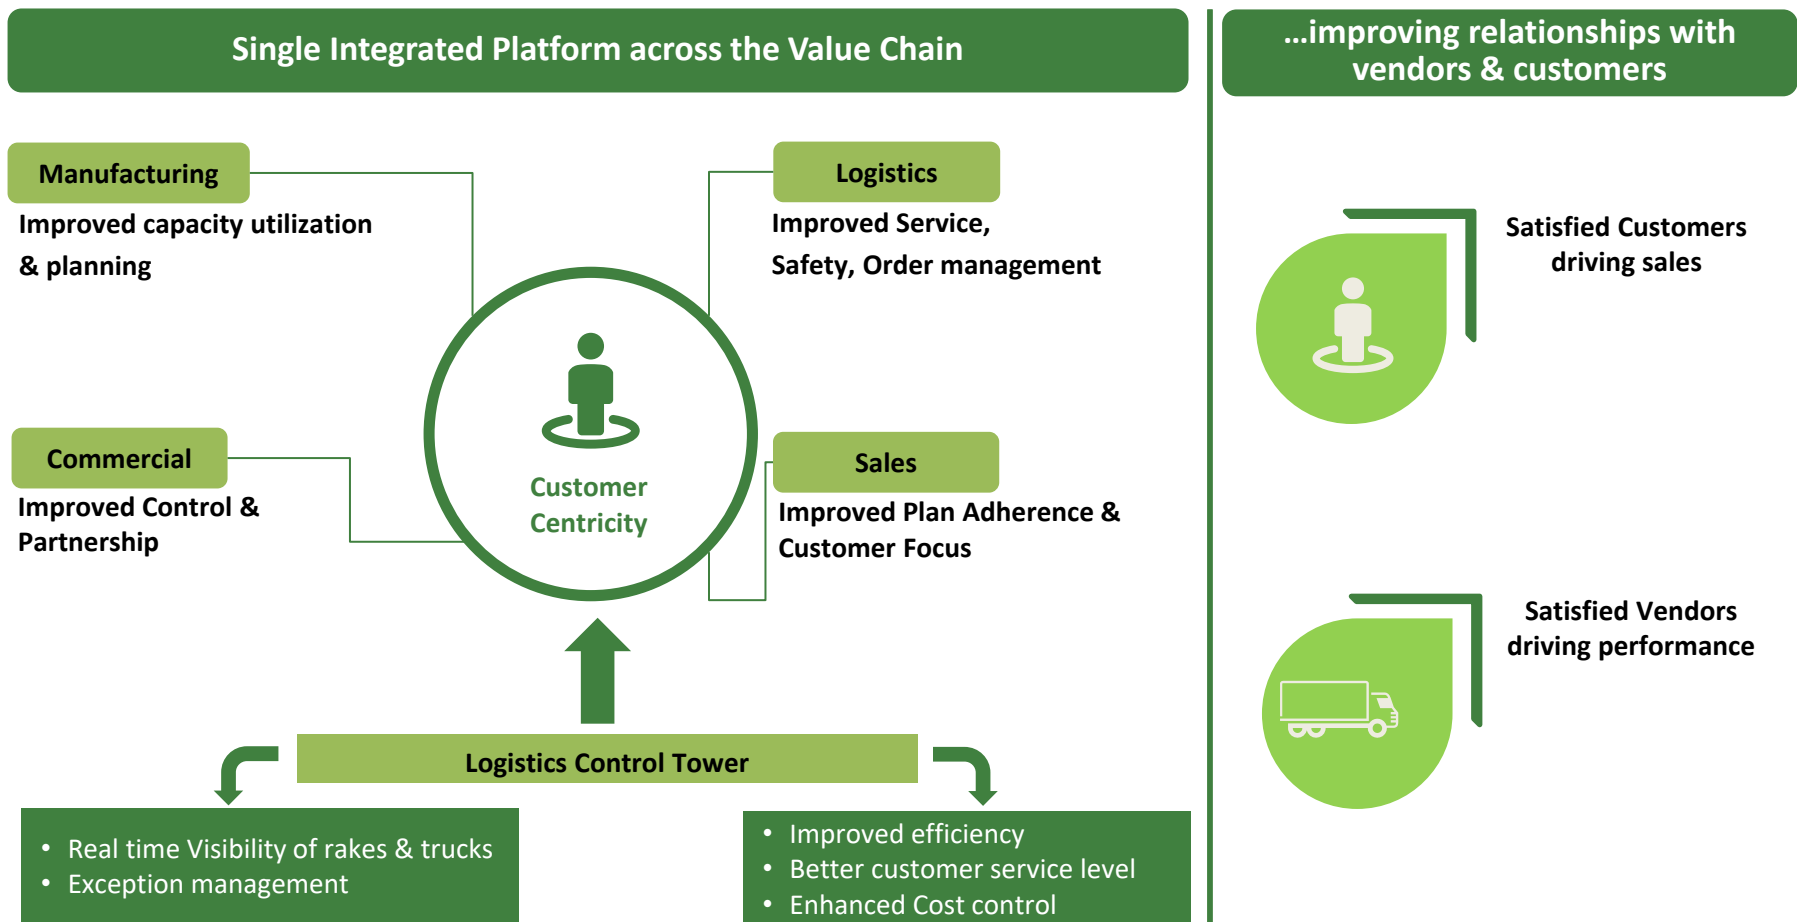 Single Integrated Platform across the Value Chain
Manufacturing
Improved capacity utilization
& planning
Logistics
Improved Service,
Safety, Order management
Customer
Centricity
Commercial
Improved Control &
Partnership
Sales
Improved Plan Adherence &
Customer Focus
Logistics Control Tower
• Real time Visibility of rakes & trucks
• Exception management
• Improved efficiency
• Better customer service level
• Enhanced Cost control
...improving relationships with
vendors & customers
Satisfied Customers
driving sales
Satisfied Vendors
driving performance